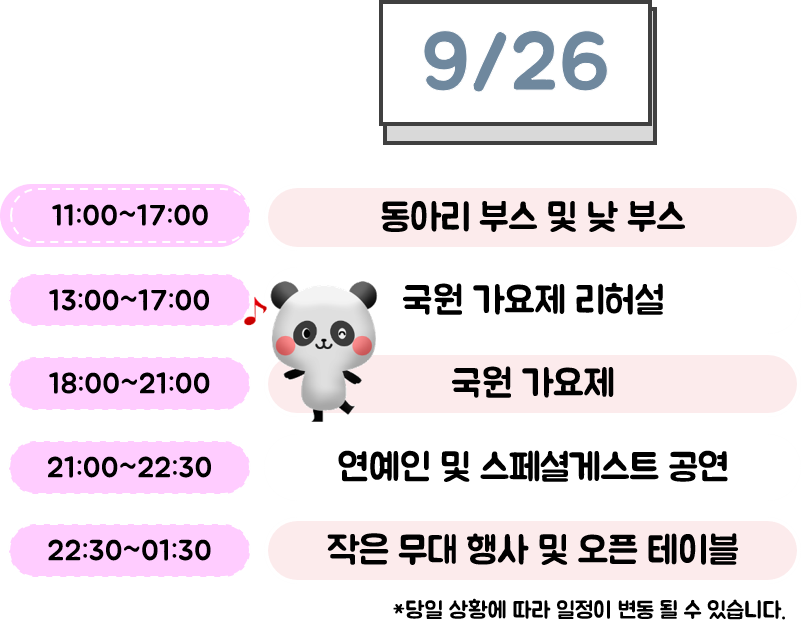 9/26
11:00~17:00 동아리 부스 및 낮 부스
13:00~17:00 국원 가요제 리허설
18:00~21:00 국원 가요제
21:00~22:30 연예인 및 스페셜게스트 공연
22:30~01:30 작은 무대 행사 및 오픈 테이블
*당일 상황에 따라 일정이 변동 될 수 있습니다.